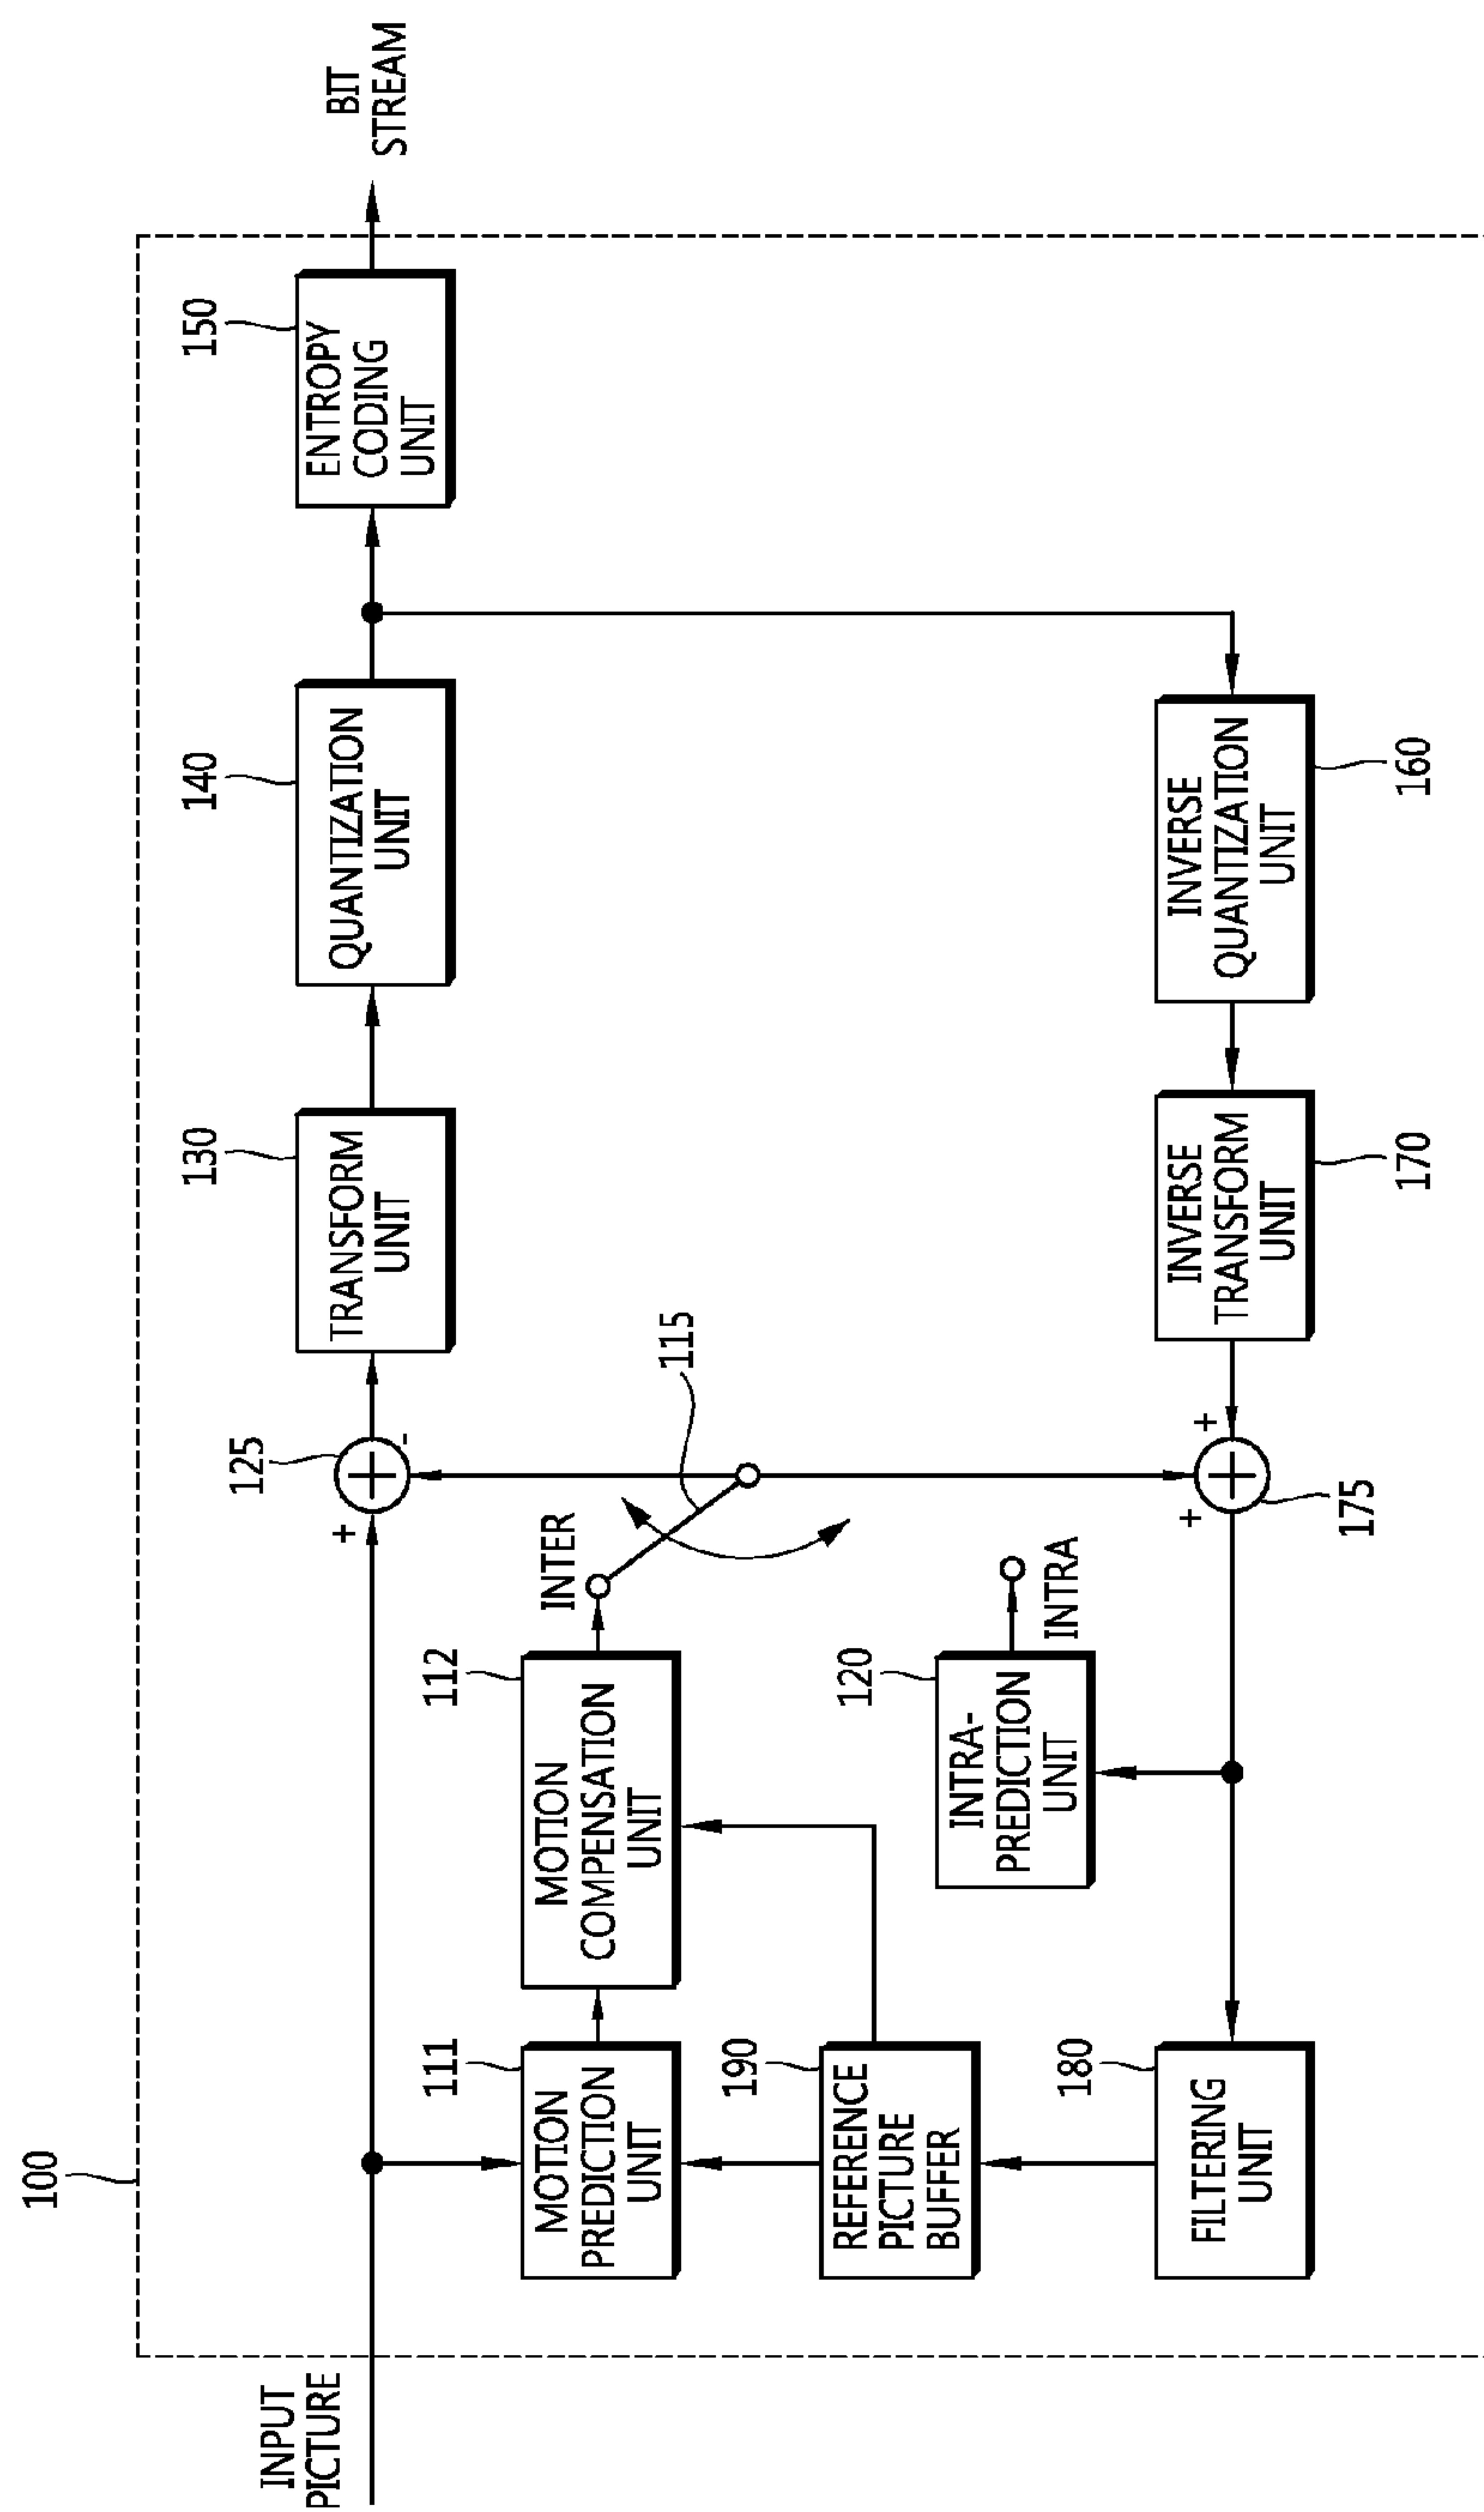 100
INPUT
PICTURE
125
130
140
150
+
-
TRANSFORM
UNIT
QUANTIZATION
UNIT
ENTROPY
CODING
UNIT
BIT
STREAM
111
112
INTER
115
MOTION
PREDICTION
UNIT
MOTION
COMPENSATION
UNIT
190
120
REFERENCE
PICTURE
BUFFER
INTRA-
PREDICTION
UNIT
INTRA
180
FILTERING
UNIT
+
+
175
INVERSE
TRANSFORM
UNIT
170
INVERSE
QUANTIZATION
UNIT
160